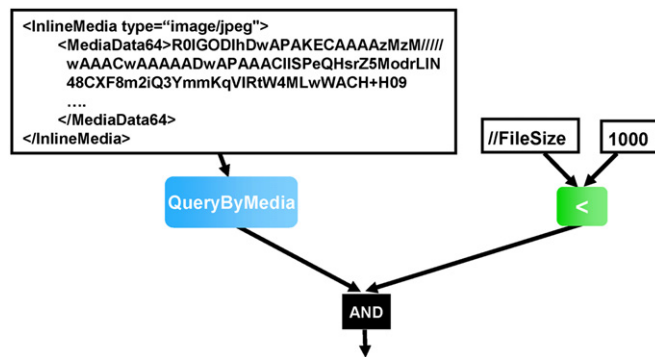 <InlineMedia type=“image/jpeg">
<MediaData64>R0lGODlhDwAPAKECAAAAzMzM/////
wAAACwAAAAADwAPAAACIISPeQHsrZ5ModrLlN
48CXF8m2iQ3YmmKqVlRtW4MLwWACH+H09
....
</MediaData64>
</InlineMedia>
//FileSize
1000
QueryByMedia
<
AND